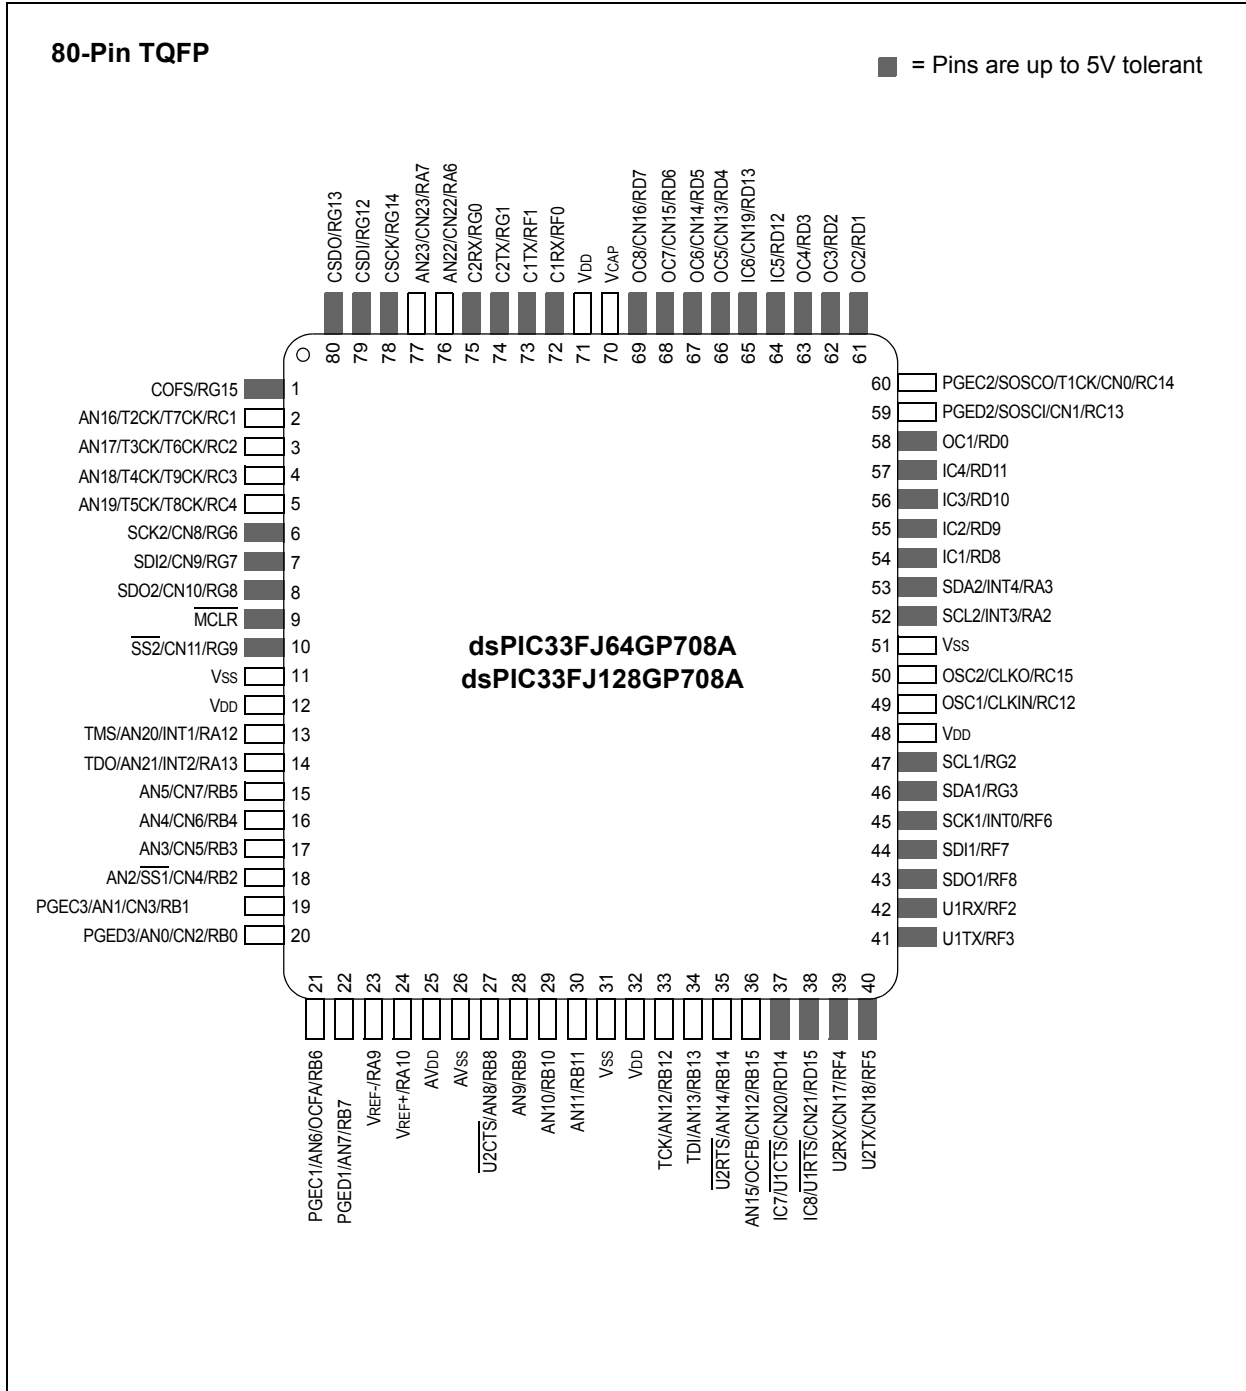 80-Pin TQFP
= Pins are up to 5V tolerant
CSDO/RG13
CSDI/RG12
CSCK/RG14
AN23/CN23/RA7
AN22/CN22/RA6
C2RX/RG0
C2TX/RG1
C1TX/RF1
C1RX/RF0
VDD
VCAP
OC8/CN16/RD7
OC7/CN15/RD6
OC6/CN14/RD5
OC5/CN13/RD4
IC6/CN19/RD13
IC5/RD12
OC4/RD3
OC3/RD2
OC2/RD1
80
79
78
77
76
75
74
73
72
71
70
69
68
67
66
65
64
63
62
61
COFS/RG15 1
AN16/T2CK/T7CK/RC1 2
AN17/T3CK/T6CK/RC2 3
AN18/T4CK/T9CK/RC3 4
AN19/T5CK/T8CK/RC4 5
SCK2/CN8/RG6 6
SDI2/CN9/RG7 7
SDO2/CN10/RG8 8
MCLR 9
SS2/CN11/RG9 10
VSS 11
VDD 12
TMS/AN20/INT1/RA12 13
TDO/AN21/INT2/RA13 14
AN5/CN7/RB5 15
AN4/CN6/RB4 16
AN3/CN5/RB3 17
AN2/SS1/CN4/RB2 18
PGEC3/AN1/CN3/RB1 19
PGED3/AN0/CN2/RB0 20
dsPIC33FJ64GP708A
dsPIC33FJ128GP708A
60 PGEC2/SOSCO/T1CK/CN0/RC14
59 PGED2/SOSCI/CN1/RC13
58 OC1/RD0
57 IC4/RD11
56 IC3/RD10
55 IC2/RD9
54 IC1/RD8
53 SDA2/INT4/RA3
52 SCL2/INT3/RA2
51 VSS
50 OSC2/CLKO/RC15
49 OSC1/CLKIN/RC12
48 VDD
47 SCL1/RG2
46 SDA1/RG3
45 SCK1/INT0/RF6
44 SDI1/RF7
43 SDO1/RF8
42 U1RX/RF2
41 U1TX/RF3
21
22
23
24
25
26
27
28
29
30
31
32
33
34
35
36
37
38
39
40
PGEC1/AN6/OCFA/RB6
PGED1/AN7/RB7
VREF-/RA9
VREF+/RA10
AVDD
AVSS
U2CTS/AN8/RB8
AN9/RB9
AN10/RB10
AN11/RB11
VSS
VDD
TCK/AN12/RB12
TDI/AN13/RB13
U2RTS/AN14/RB14
AN15/OCFB/CN12/RB15
IC7/U1CTS/CN20/RD14
IC8/U1RTS/CN21/RD15
U2RX/CN17/RF4
U2TX/CN18/RF5